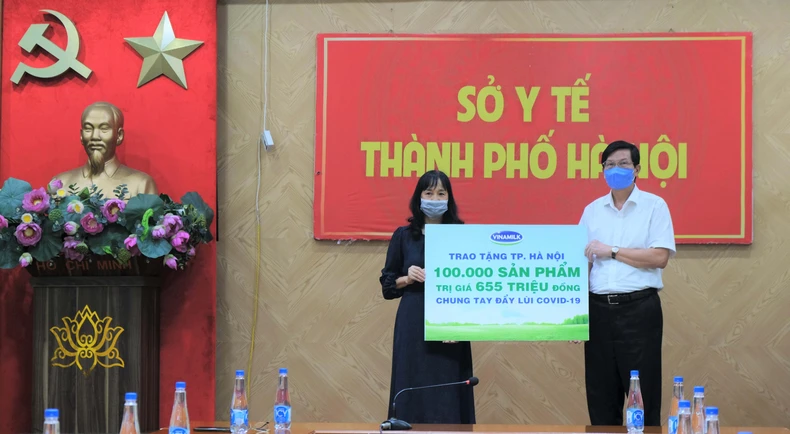 SỞ Y TẾ
THÀNH PHỐ HÀ NỘI
HỒ CHÍ MINH
VINAMILK
TRAO TẶNG TP. HÀ NỘI
100.000 SẢN PHẨM
TRỊ GIÁ 655 TRIỆU ĐỒNG
CHUNG TAY ĐẨY LÙI COVID-19